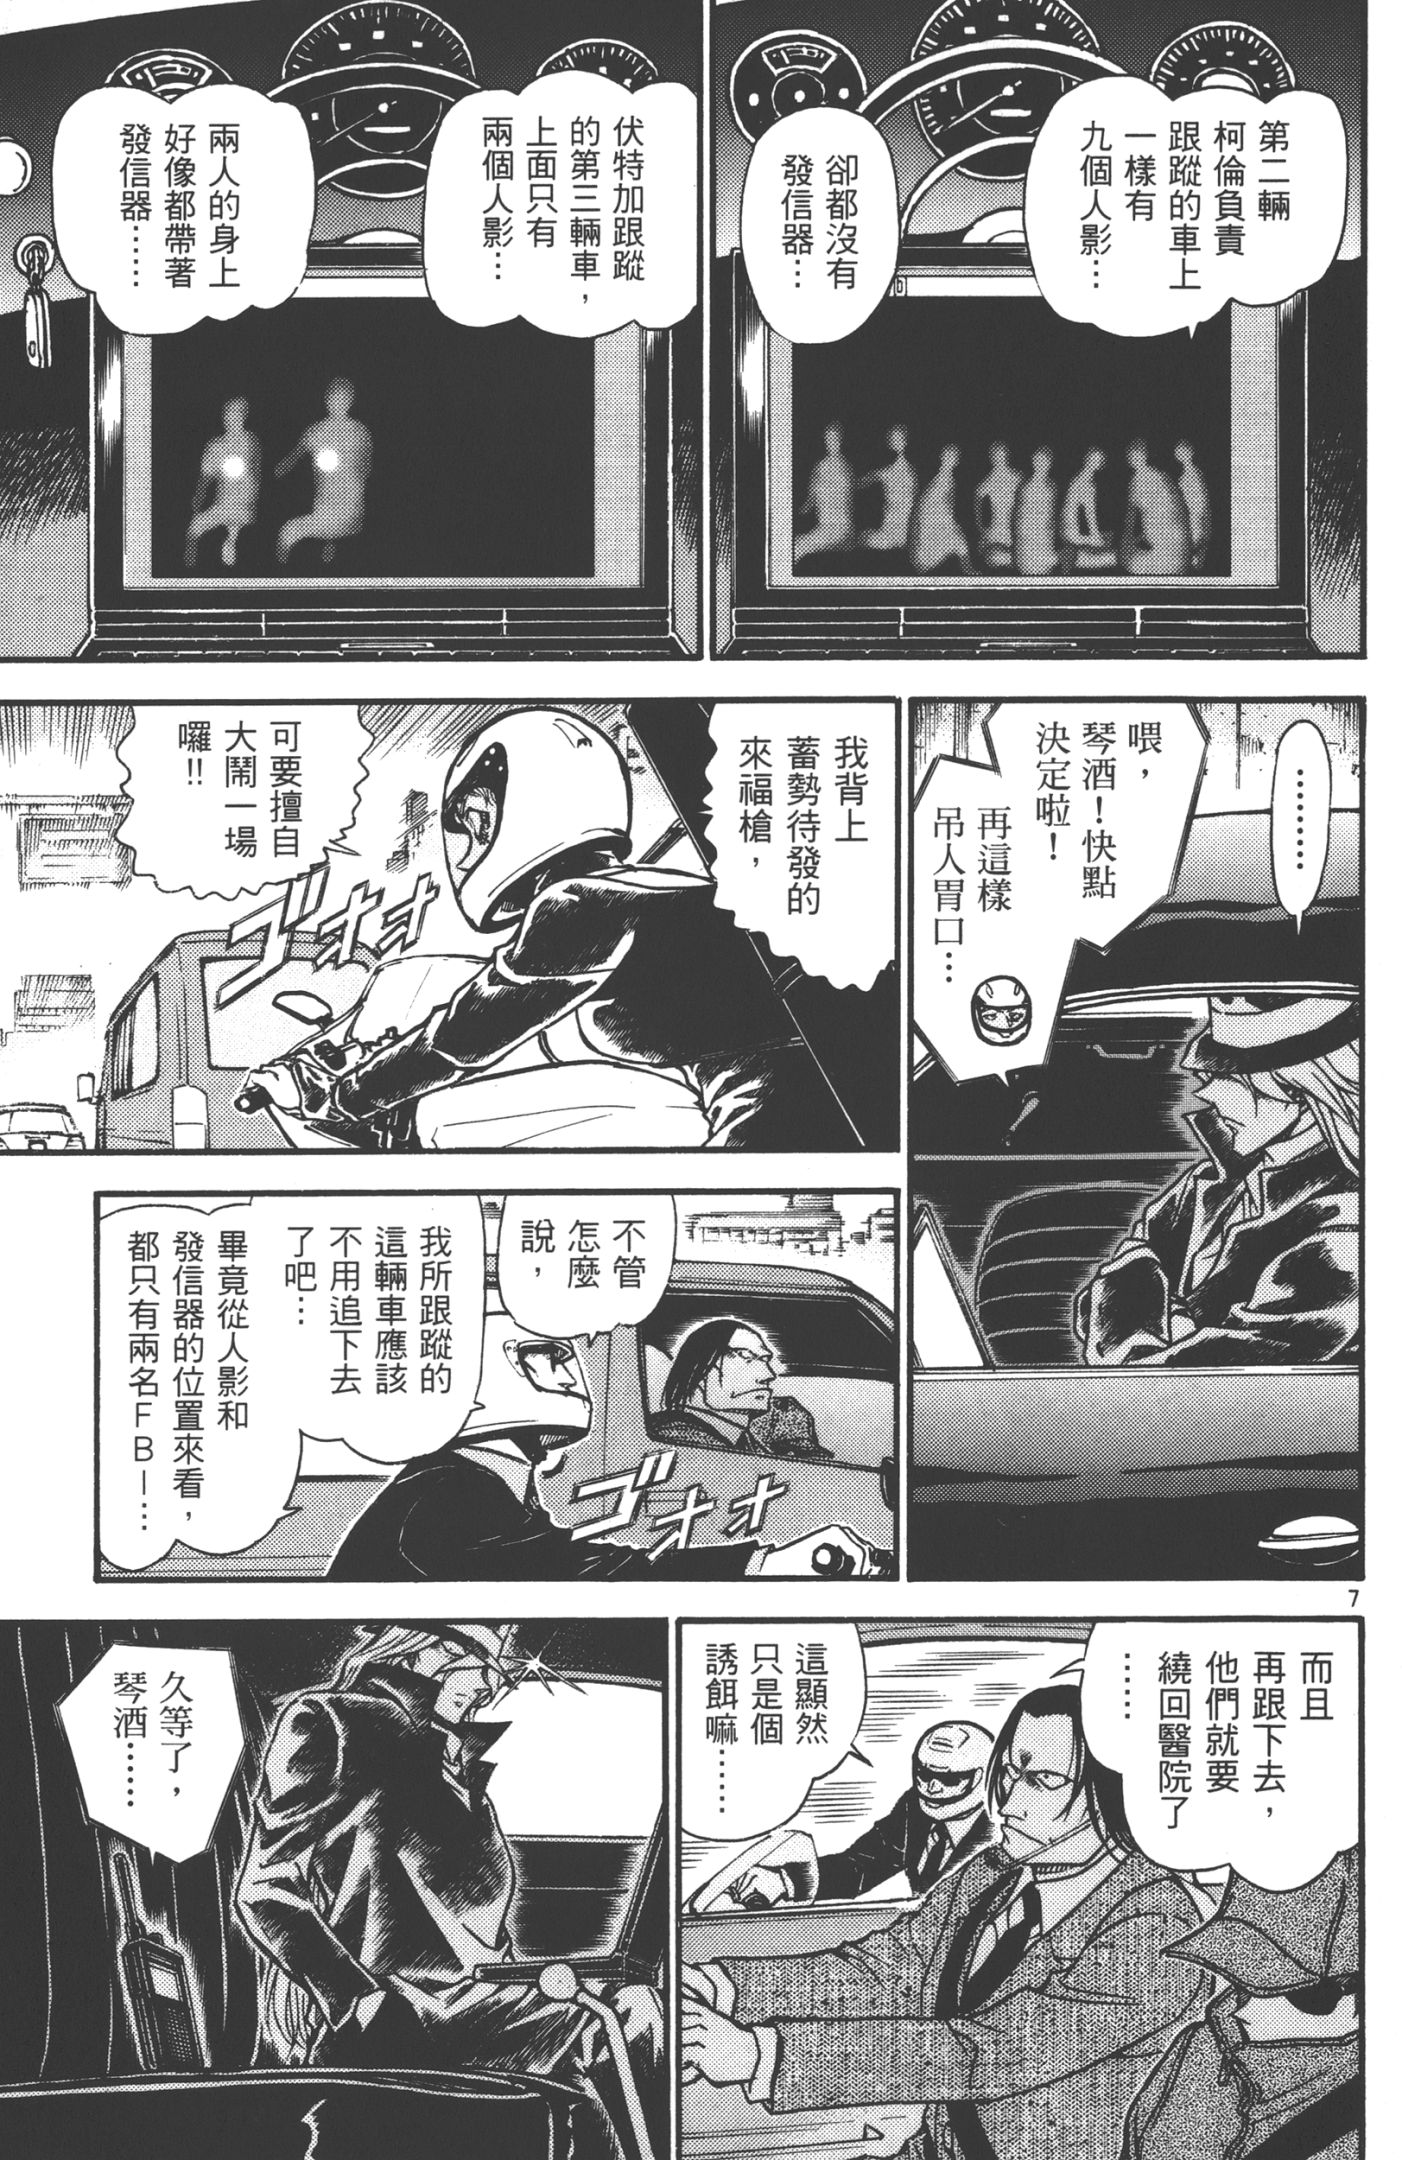 第二輛
柯倫負責
跟蹤的車上
一樣有
九個人影…
卻都沒有
發信器…
伏特加跟蹤
的第三輛車，
上面只有
兩個人影…
兩人的身上
好像都帶著
發信器……
………
喂，
琴酒！快點
決定啦！
再這樣
吊人胃口…
我背上
蓄勢待發的
來福槍，
可要擅自
大鬧一場
囉!!
ゴォォ
不管
怎麼
說，
我所跟蹤的
這輛車應該
不用追下去
了吧…
畢竟從人影和
發信器的位置來看，
都只有兩名FBI…
ゴォォ
7
而且
再跟下去，
他們就要
繞回醫院了
……
這顯然
只是個
誘餌嘛……
久等了，
琴酒……